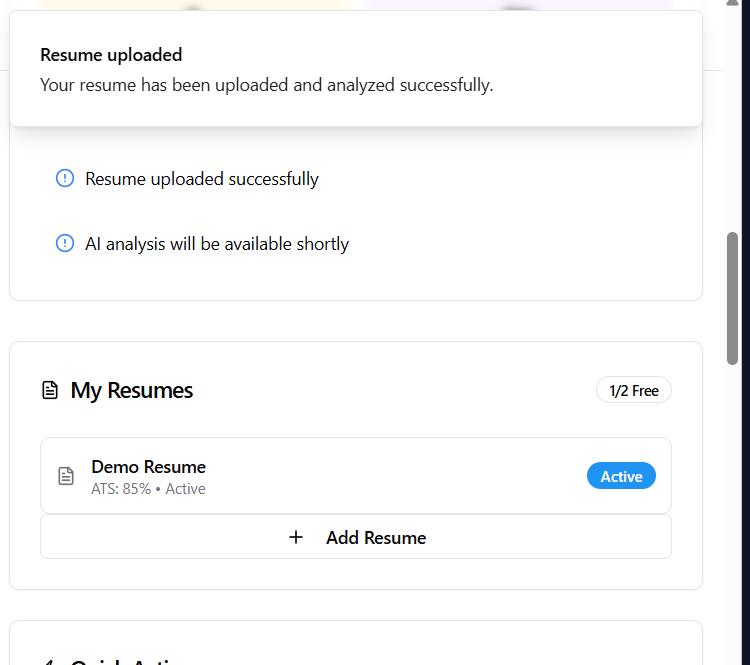 Resume uploaded
Your resume has been uploaded and analyzed successfully.
Resume uploaded successfully
AI analysis will be available shortly
My Resumes
1/2 Free
Demo Resume
ATS: 85% • Active
Active
+ Add Resume